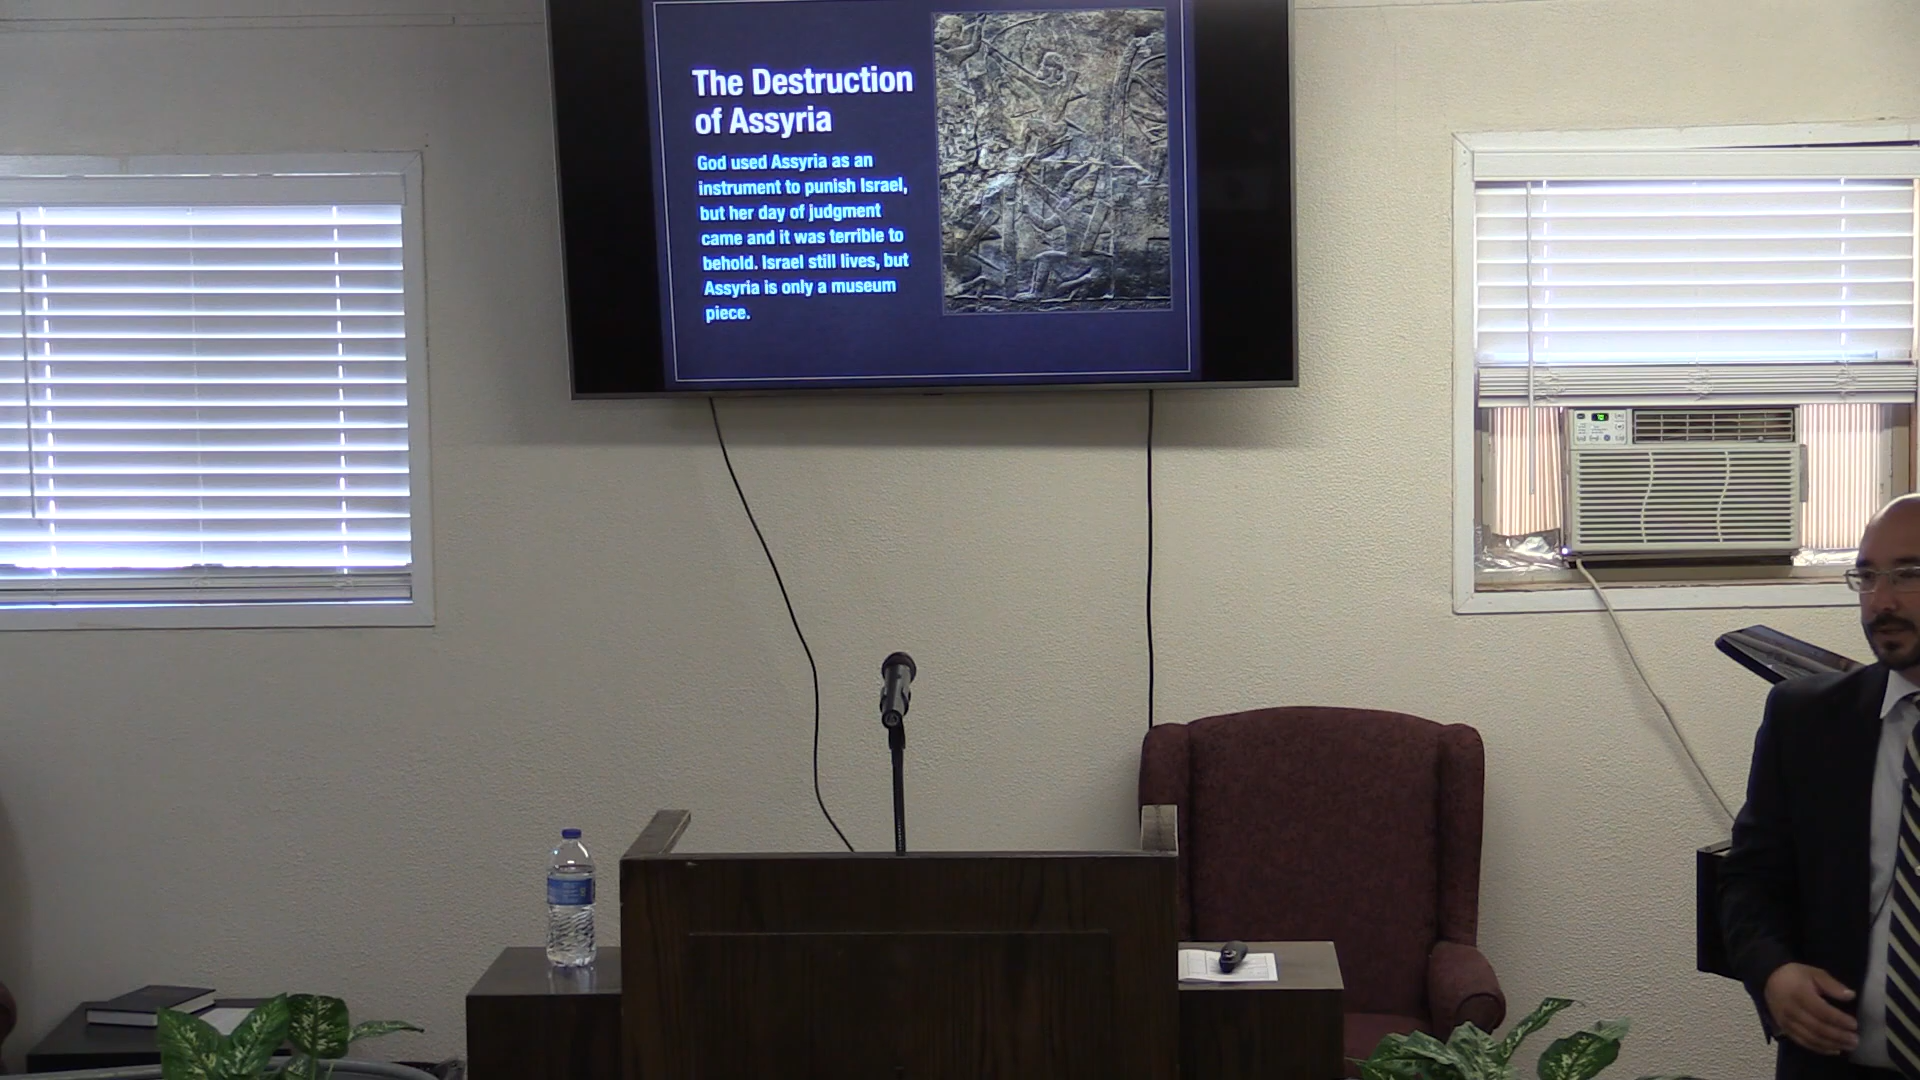 The Destruction
of Assyria
God used Assyria as an
instrument to punish Israel,
but her day of judgment
came and it was terrible to
behold. Israel still lives, but
Assyria is only a museum
piece.